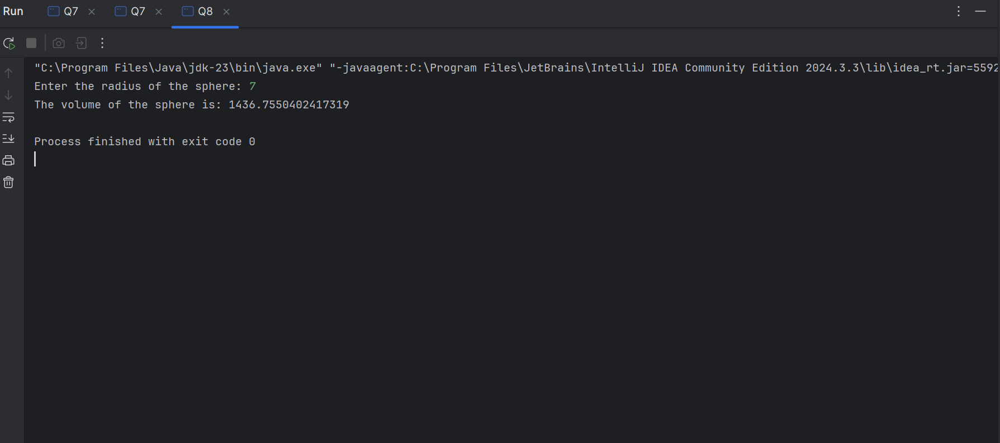 Run Q7 Q7 Q8
"C:\Program Files\Java\jdk-23\bin\java.exe" "-javaagent:C:\Program Files\JetBrains\IntelliJ IDEA Community Edition 2024.3.3\lib\idea_rt.jar=5592
Enter the radius of the sphere: 7
The volume of the sphere is: 1436.7550402417319
Process finished with exit code 0